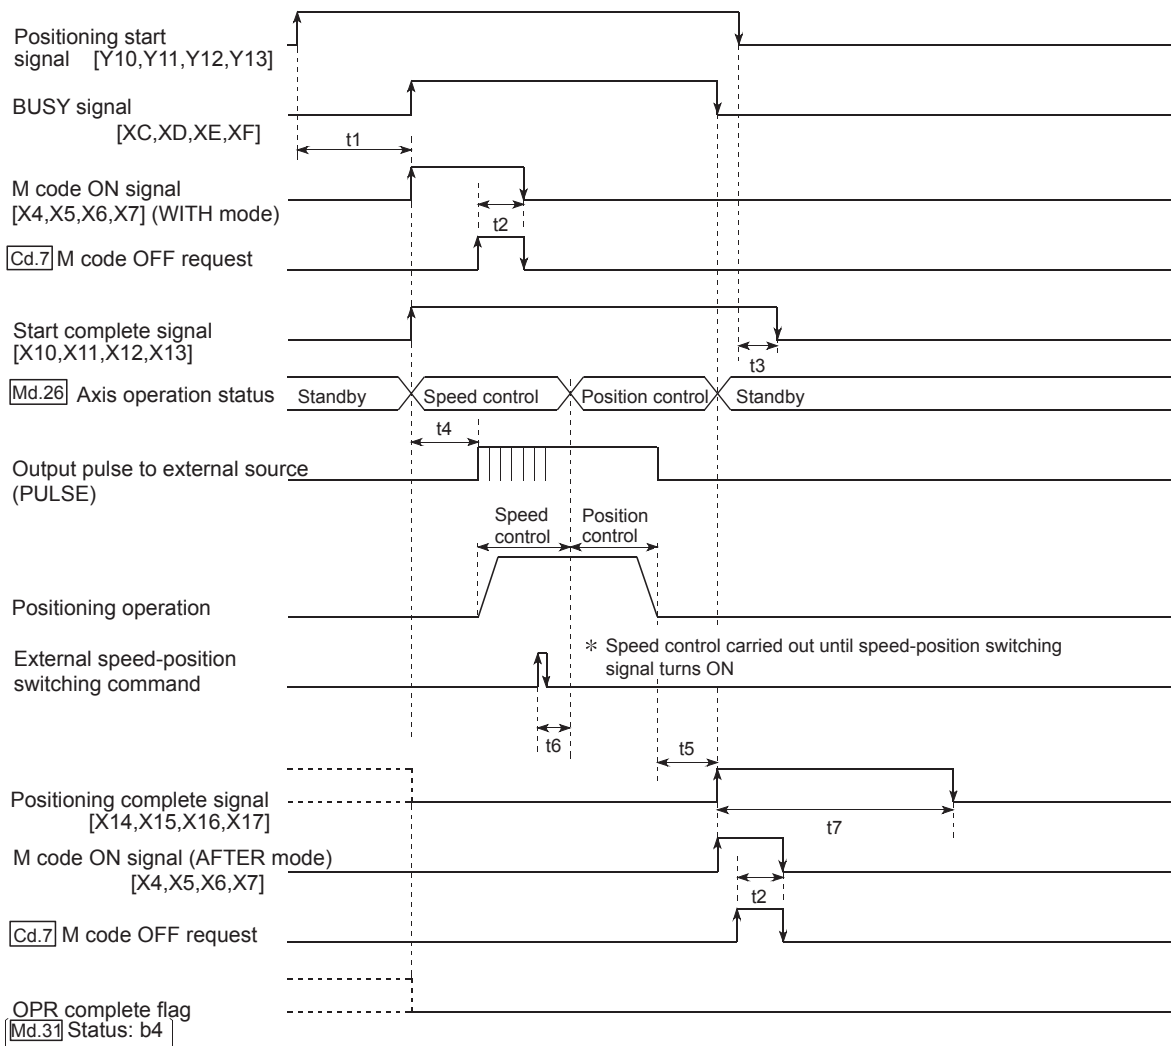 Positioning start
signal [Y10,Y11,Y12,Y13]
BUSY signal
[XC,XD,XE,XF]
t1
M code ON signal
[X4,X5,X6,X7] (WITH mode)
t2
Cd.7 M code OFF request
Start complete signal
[X10,X11,X12,X13]
t3
Md.26 Axis operation status
Standby
Speed control
Position control
Standby
t4
Output pulse to external source
(PULSE)
Speed
control
Position
control
Positioning operation
External speed-position
switching command
* Speed control carried out until speed-position switching
signal turns ON
t6
t5
Positioning complete signal
[X14,X15,X16,X17]
t7
M code ON signal (AFTER mode)
[X4,X5,X6,X7]
t2
Cd.7 M code OFF request
OPR complete flag
[Md.31 Status: b4]